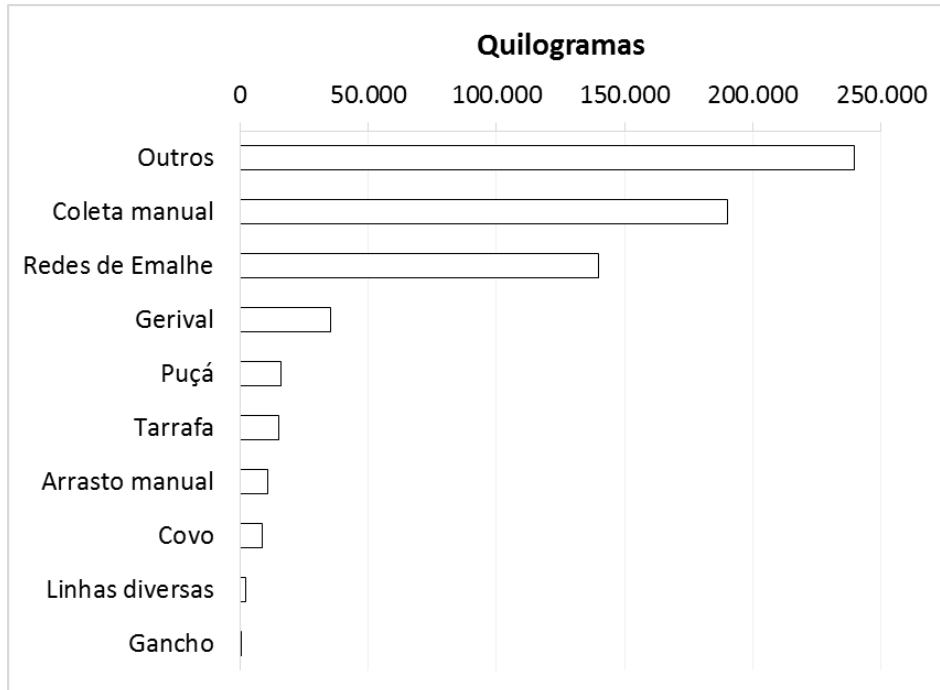 Quilogramas
0 50.000 100.000 150.000 200.000 250.000
Outros
Coleta manual
Redes de Emalhe
Gerival
Puçá
Tarrafa
Arrasto manual
Covo
Linhas diversas
Gancho